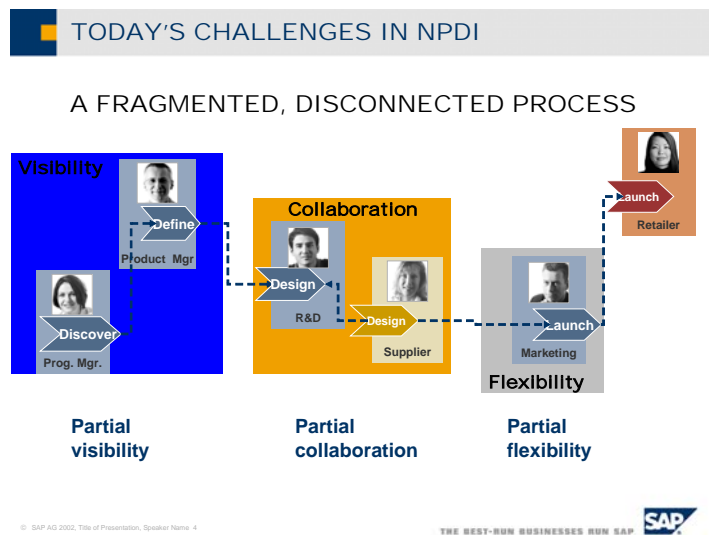 TODAY'S CHALLENGES IN NPDI
A FRAGMENTED, DISCONNECTED PROCESS
Visibility
Define
Product Mgr
Discover
Prog. Mgr.
Collaboration
Design
R&D
Design
Supplier
Launch
Marketing
Flexibility
Launch
Retailer
Partial
visibility
Partial
collaboration
Partial
flexibility
© SAP AG 2002, Title of Presentation, Speaker Name 4
THE BEST-RUN BUSINESSES RUN SAP
SAP